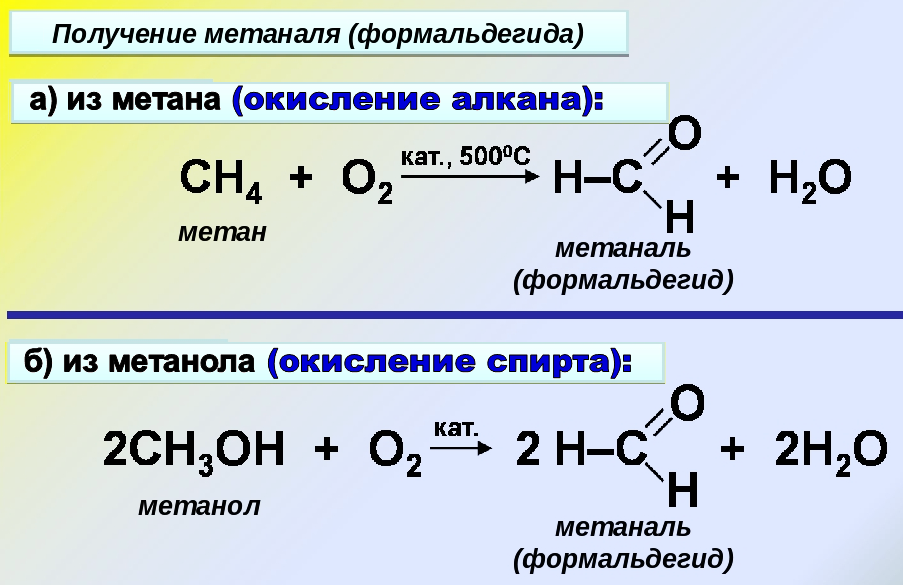 Получение метаналя (формальдегида)
а) из метана (окисление алкана):
CH₄ + O₂ кат., 500⁰C H–C O H + H₂O
метан
метаналь
(формальдегид)
б) из метанола (окисление спирта):
2CH₃OH + O₂ кат. 2 H–C O H + 2H₂O
метанол
метаналь
(формальдегид)